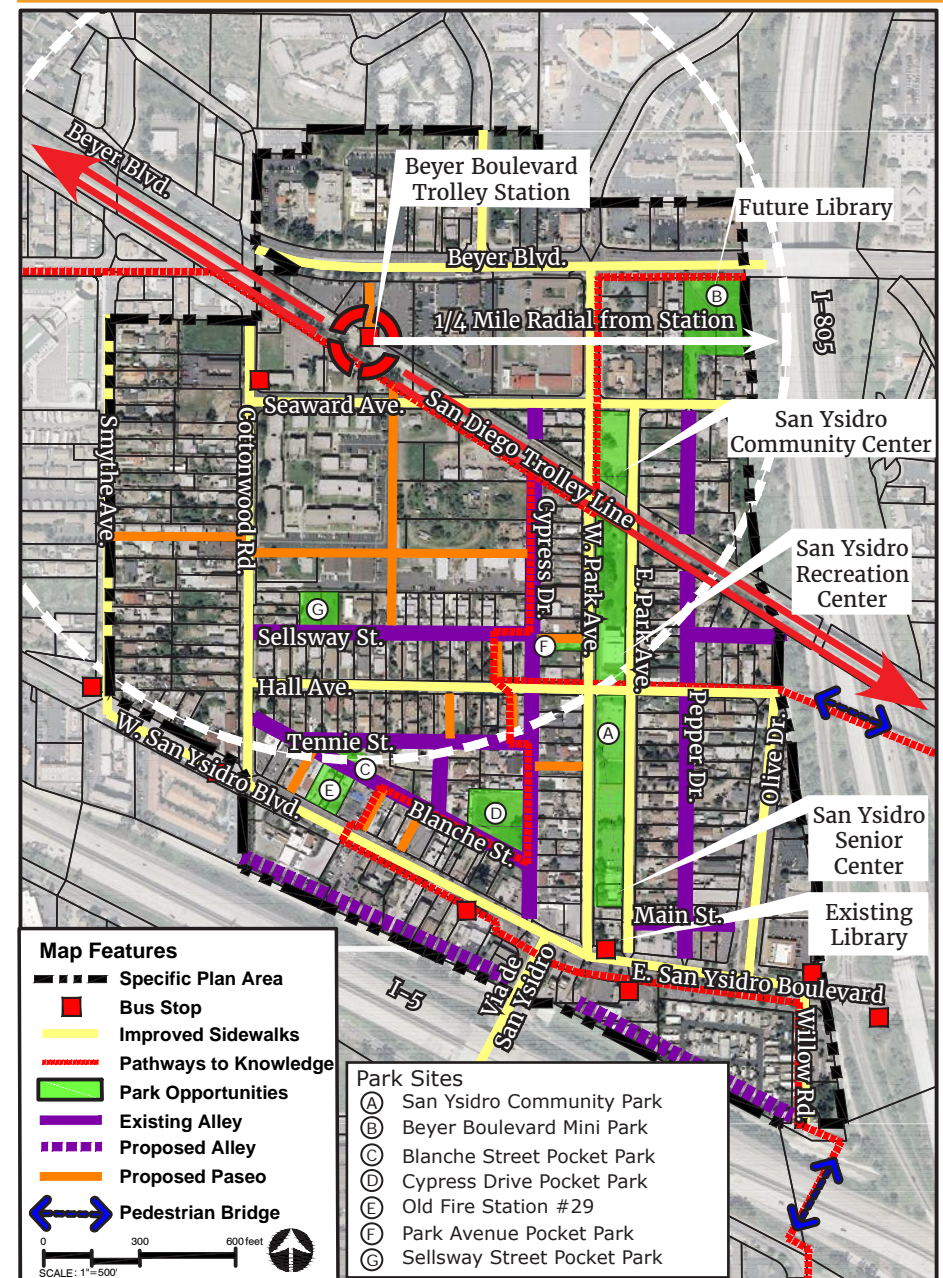 Beyer Blvd.
Beyer Boulevard
Trolley Station
Future Library
Beyer Blvd.
B
I-805
1/4 Mile Radial from Station
Seaward Ave.
San Diego Trolley Line
San Ysidro
Community Center
Smythe Ave.
Cottonwood Rd.
Cypress Dr.
W. Park Ave.
E. Park Ave.
San Ysidro
Recreation
Center
G
Sellsway St.
F
Hall Ave.
Pepper Dr.
Olive Dr.
A
W. San Ysidro Blvd.
Tennie St.
C
E
Blanche St.
D
San Ysidro
Senior
Center
Main St.
Existing
Library
E. San Ysidro Boulevard
Via de
San Ysidro
I-5
Willow Rd.
Map Features
Specific Plan Area
Bus Stop
Improved Sidewalks
Pathways to Knowledge
Park Opportunities
Existing Alley
Proposed Alley
Proposed Paseo
Pedestrian Bridge
0 300 600 feet
SCALE: 1"=500'
Park Sites
A San Ysidro Community Park
B Beyer Boulevard Mini Park
C Blanche Street Pocket Park
D Cypress Drive Pocket Park
E Old Fire Station #29
F Park Avenue Pocket Park
G Sellsway Street Pocket Park